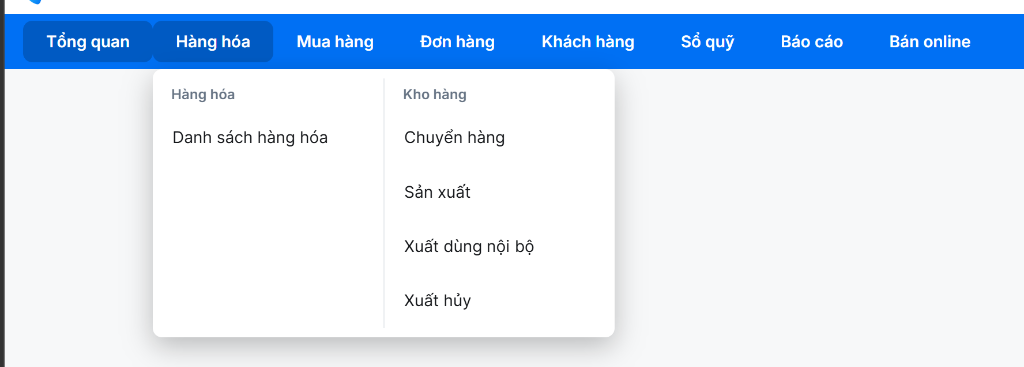 Tổng quan Hàng hóa Mua hàng Đơn hàng Khách hàng Sổ quỹ Báo cáo Bán online
Hàng hóa
Danh sách hàng hóa
Kho hàng
Chuyển hàng
Sản xuất
Xuất dùng nội bộ
Xuất hủy